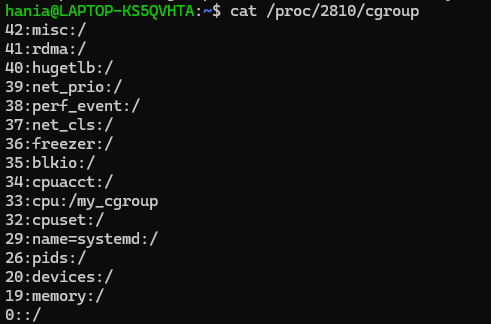 hania@LAPTOP-KS5QVHTA:~$ cat /proc/2810/cgroup
42:misc:/
41:rdma:/
40:hugetlb:/
39:net_prio:/
38:perf_event:/
37:net_cls:/
36:freezer:/
35:blkio:/
34:cpuacct:/
33:cpu:/my_cgroup
32:cpuset:/
29:name=systemd:/
26:pids:/
20:devices:/
19:memory:/
0::/